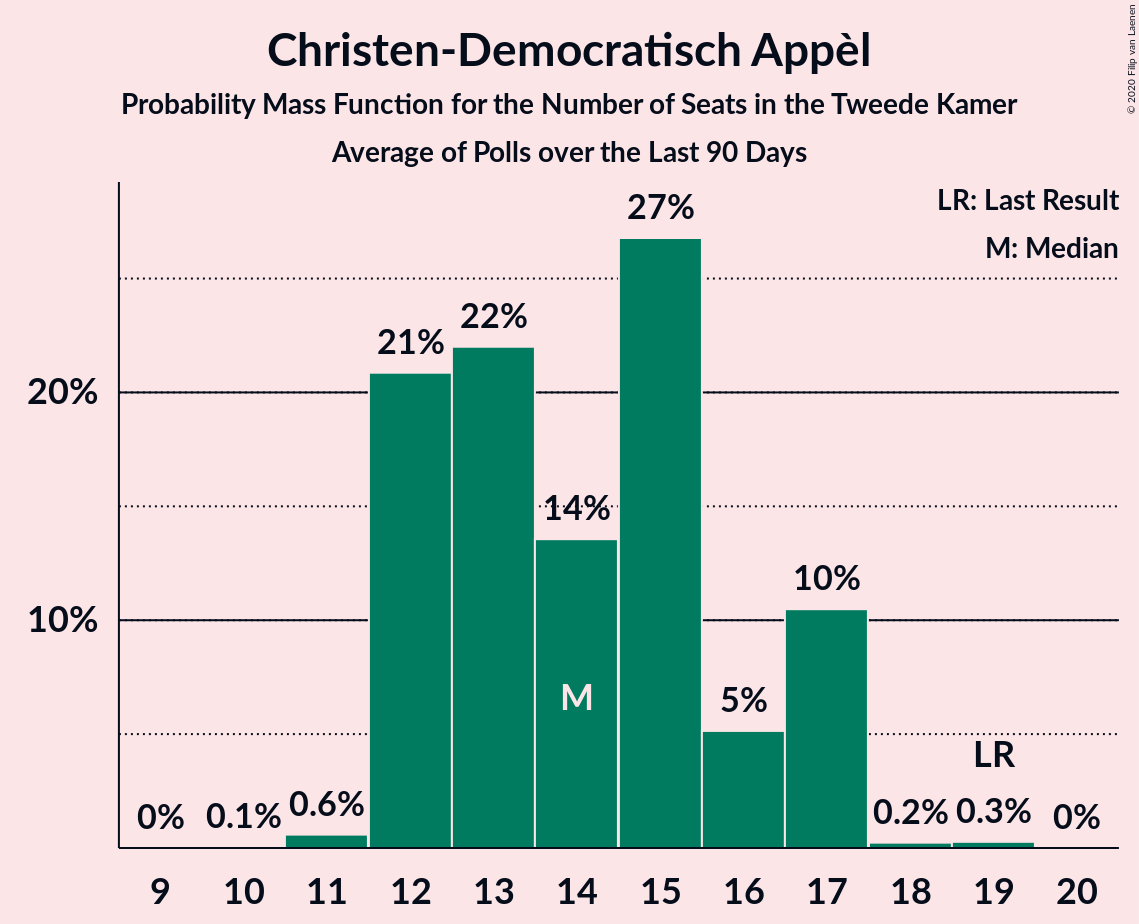 Christen-Democratisch Appèl
Probability Mass Function for the Number of Seats in the Tweede Kamer
Average of Polls over the Last 90 Days
© 2020 Filip van Laenen
LR: Last Result
M: Median
27%
22%
21%
20%
14%
10%
10%
M
5%
LR
0% 0.1% 0.6% 0.2% 0.3% 0%
9 10 11 12 13 14 15 16 17 18 19 20